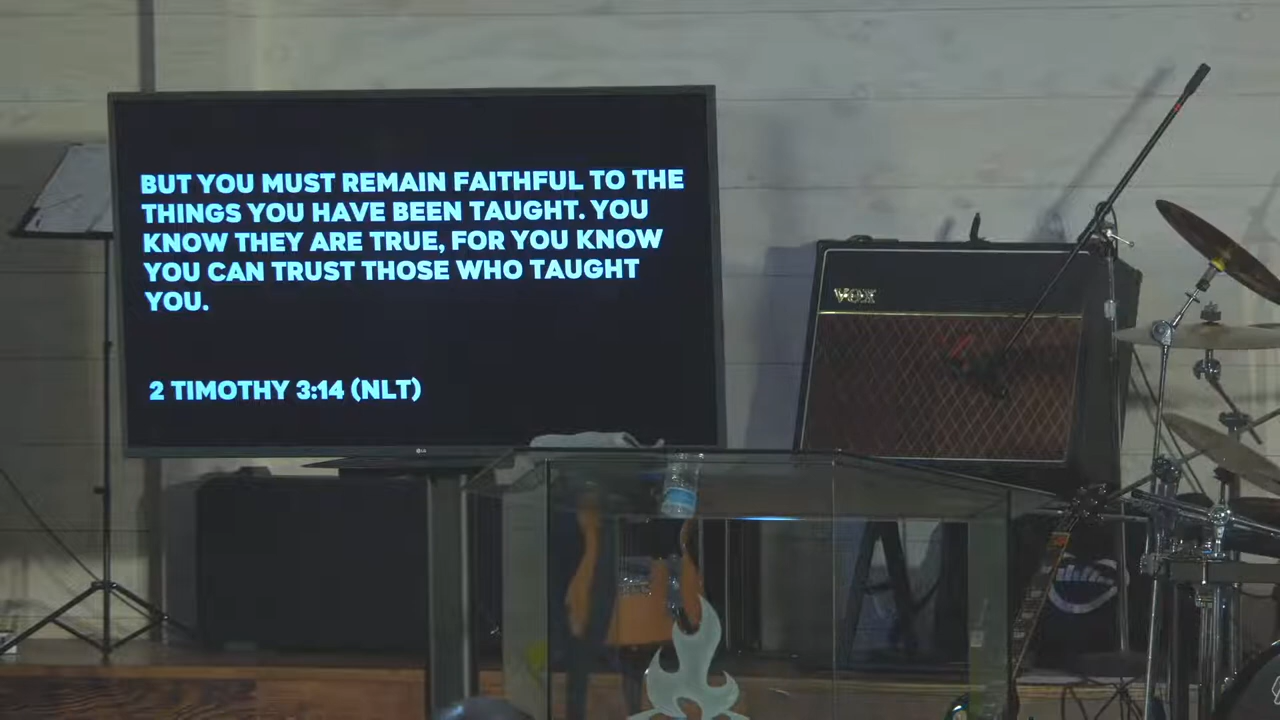 BUT YOU MUST REMAIN FAITHFUL TO THE
THINGS YOU HAVE BEEN TAUGHT. YOU
KNOW THEY ARE TRUE, FOR YOU KNOW
YOU CAN TRUST THOSE WHO TAUGHT
YOU.
2 TIMOTHY 3:14 (NLT)
LG
VOX